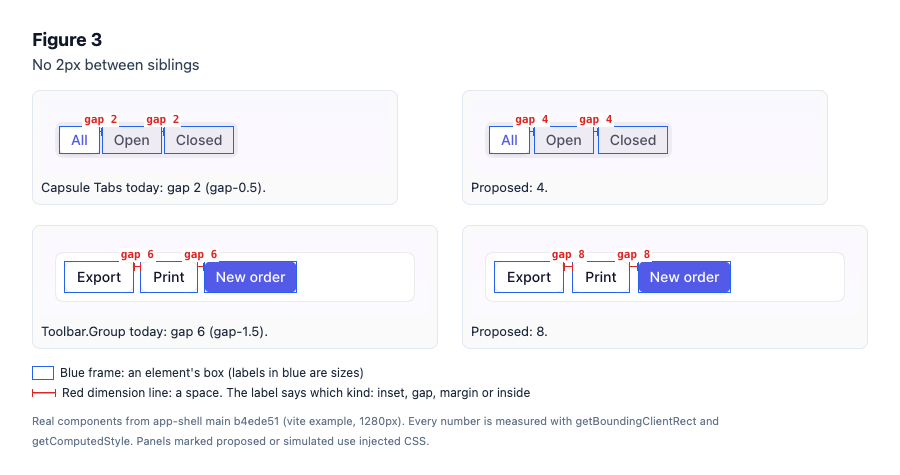 Figure 3
No 2px between siblings
gap 2 gap 2
All Open Closed
Capsule Tabs today: gap 2 (gap-0.5).
gap 4 gap 4
All Open Closed
Proposed: 4.
gap 6 gap 6
Export Print New order
Toolbar.Group today: gap 6 (gap-1.5).
gap 8 gap 8
Export Print New order
Proposed: 8.
Blue frame: an element's box (labels in blue are sizes)
Red dimension line: a space. The label says which kind: inset, gap, margin or inside
Real components from app-shell main b4ede51 (vite example, 1280px). Every number is measured with getBoundingClientRect and
getComputedStyle. Panels marked proposed or simulated use injected CSS.